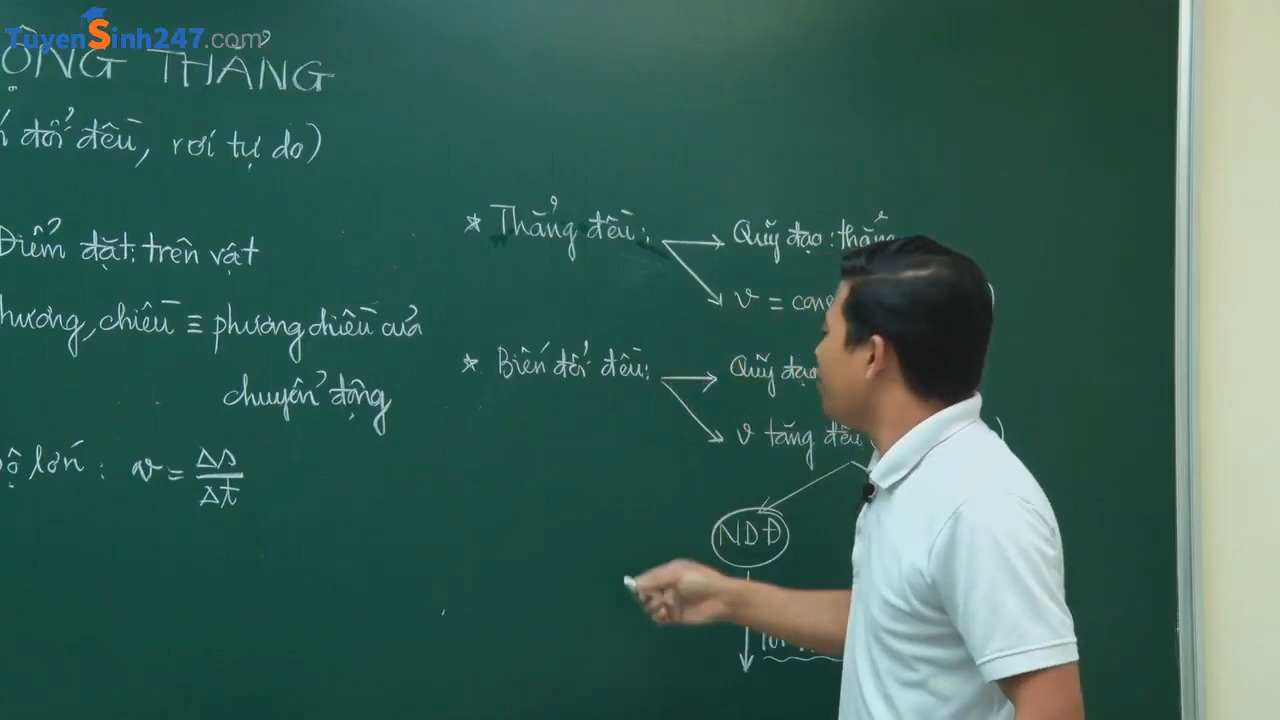 TuyenSinh247.com
ỘNG THẲNG
đổi đều, rơi tự do)
Điểm đặt: trên vật
hương, chiều ≡ phương chiều của
chuyển động
ộ lớn: v = Δs/Δt
* Thẳng đều:
Quỹ đạo: thẳng
v = cons
* Biến đổi đều:
Quỹ đạo
v tăng đều
NDĐ